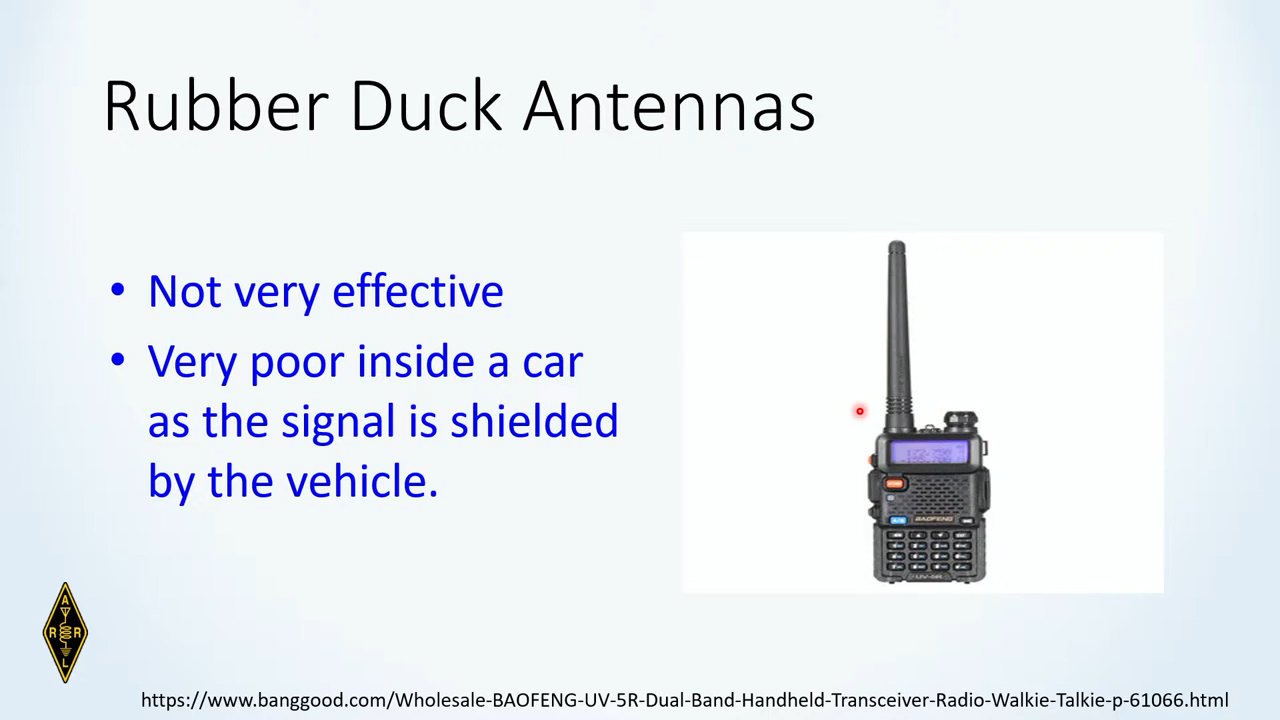 Rubber Duck Antennas
• Not very effective
• Very poor inside a car
as the signal is shielded
by the vehicle.
BAOFENG
UV-5R
A
R R
L
https://www.banggood.com/Wholesale-BAOFENG-UV-5R-Dual-Band-Handheld-Transceiver-Radio-Walkie-Talkie-p-61066.html